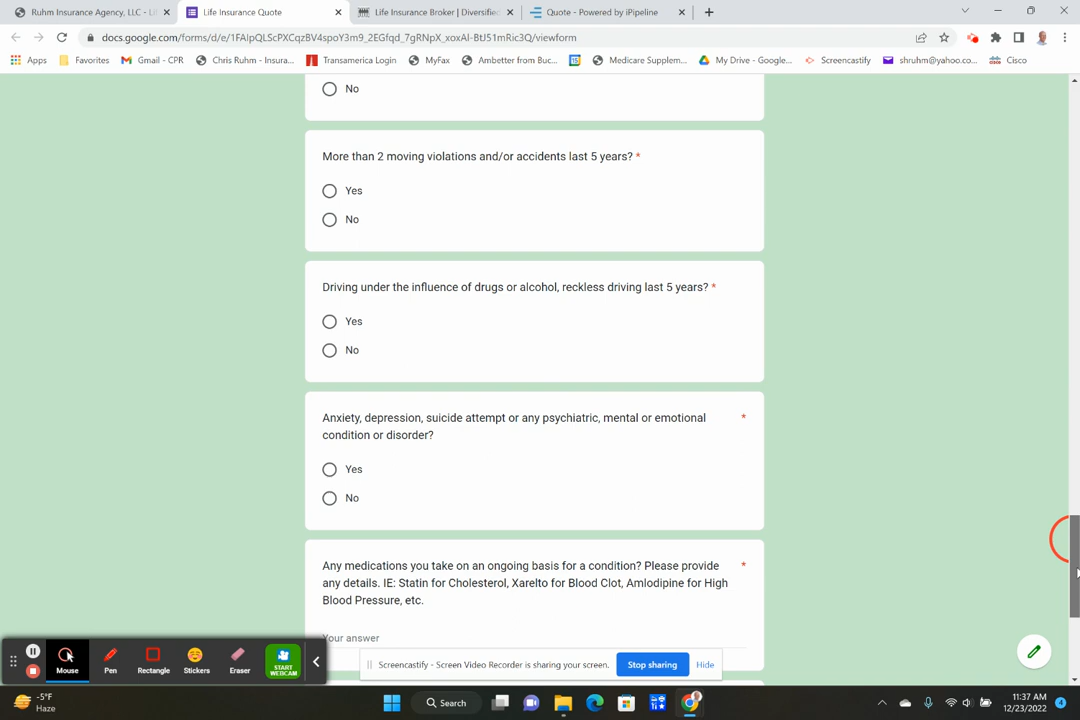 Ruhm Insurance Agency, LLC - Li
Life Insurance Quote
Life Insurance Broker | Diversified
Quote - Powered by iPipeline
docs.google.com/forms/d/e/1FAIpQLScPXCqzBV4spoY3m9_2EGfqd_7gRNpX_xoxAI-BtJ51mRic3Q/viewform
Apps
Favorites
Gmail - CPR
Chris Ruhm - Insura...
Transamerica Login
MyFax
Ambetter from Buc...
Medicare Supplem...
My Drive - Google...
Screencastify
shruhm@yahoo.co...
Cisco
No
More than 2 moving violations and/or accidents last 5 years? *
Yes
No
Driving under the influence of drugs or alcohol, reckless driving last 5 years? *
Yes
No
Anxiety, depression, suicide attempt or any psychiatric, mental or emotional *
condition or disorder?
Yes
No
Any medications you take on an ongoing basis for a condition? Please provide *
any details. IE: Statin for Cholesterol, Xarelto for Blood Clot, Amlodipine for High
Blood Pressure, etc.
Your answer
Mouse
Pen
Rectangle
Stickers
Eraser
START
WEBCAM
Screencastify - Screen Video Recorder is sharing your screen.
Stop sharing
Hide
-5°F
Haze
Search
11:37 AM
12/23/2022
4